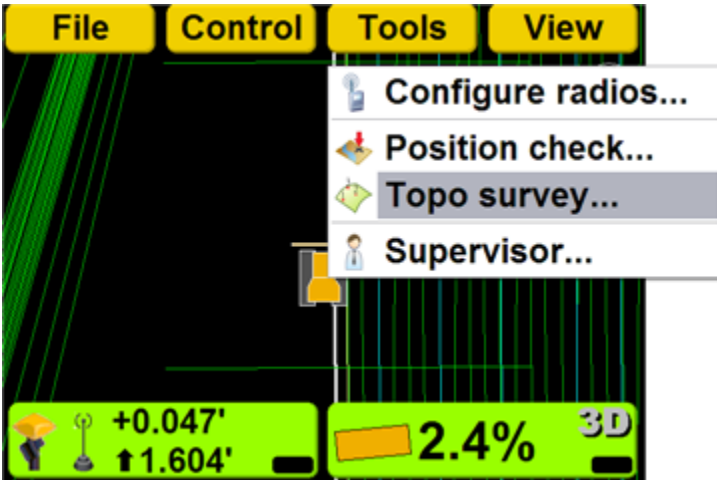 File Control Tools View
Configure radios...
Position check...
Topo survey...
Supervisor...
+0.047'
⬆1.604'
2.4%
3D